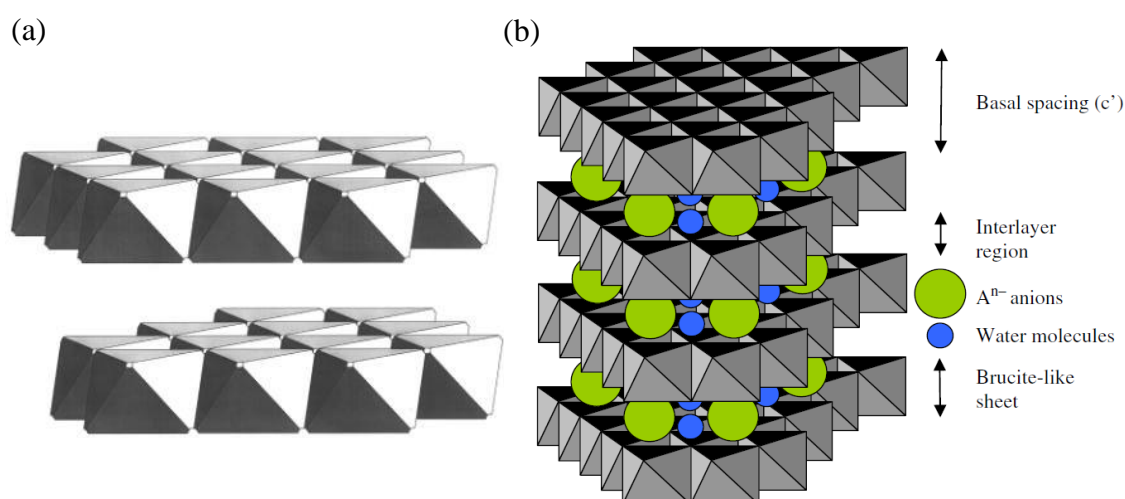 (a)
(b)
Basal spacing (c’)
Interlayer
region
Aⁿ⁻ anions
Water molecules
Brucite-like
sheet